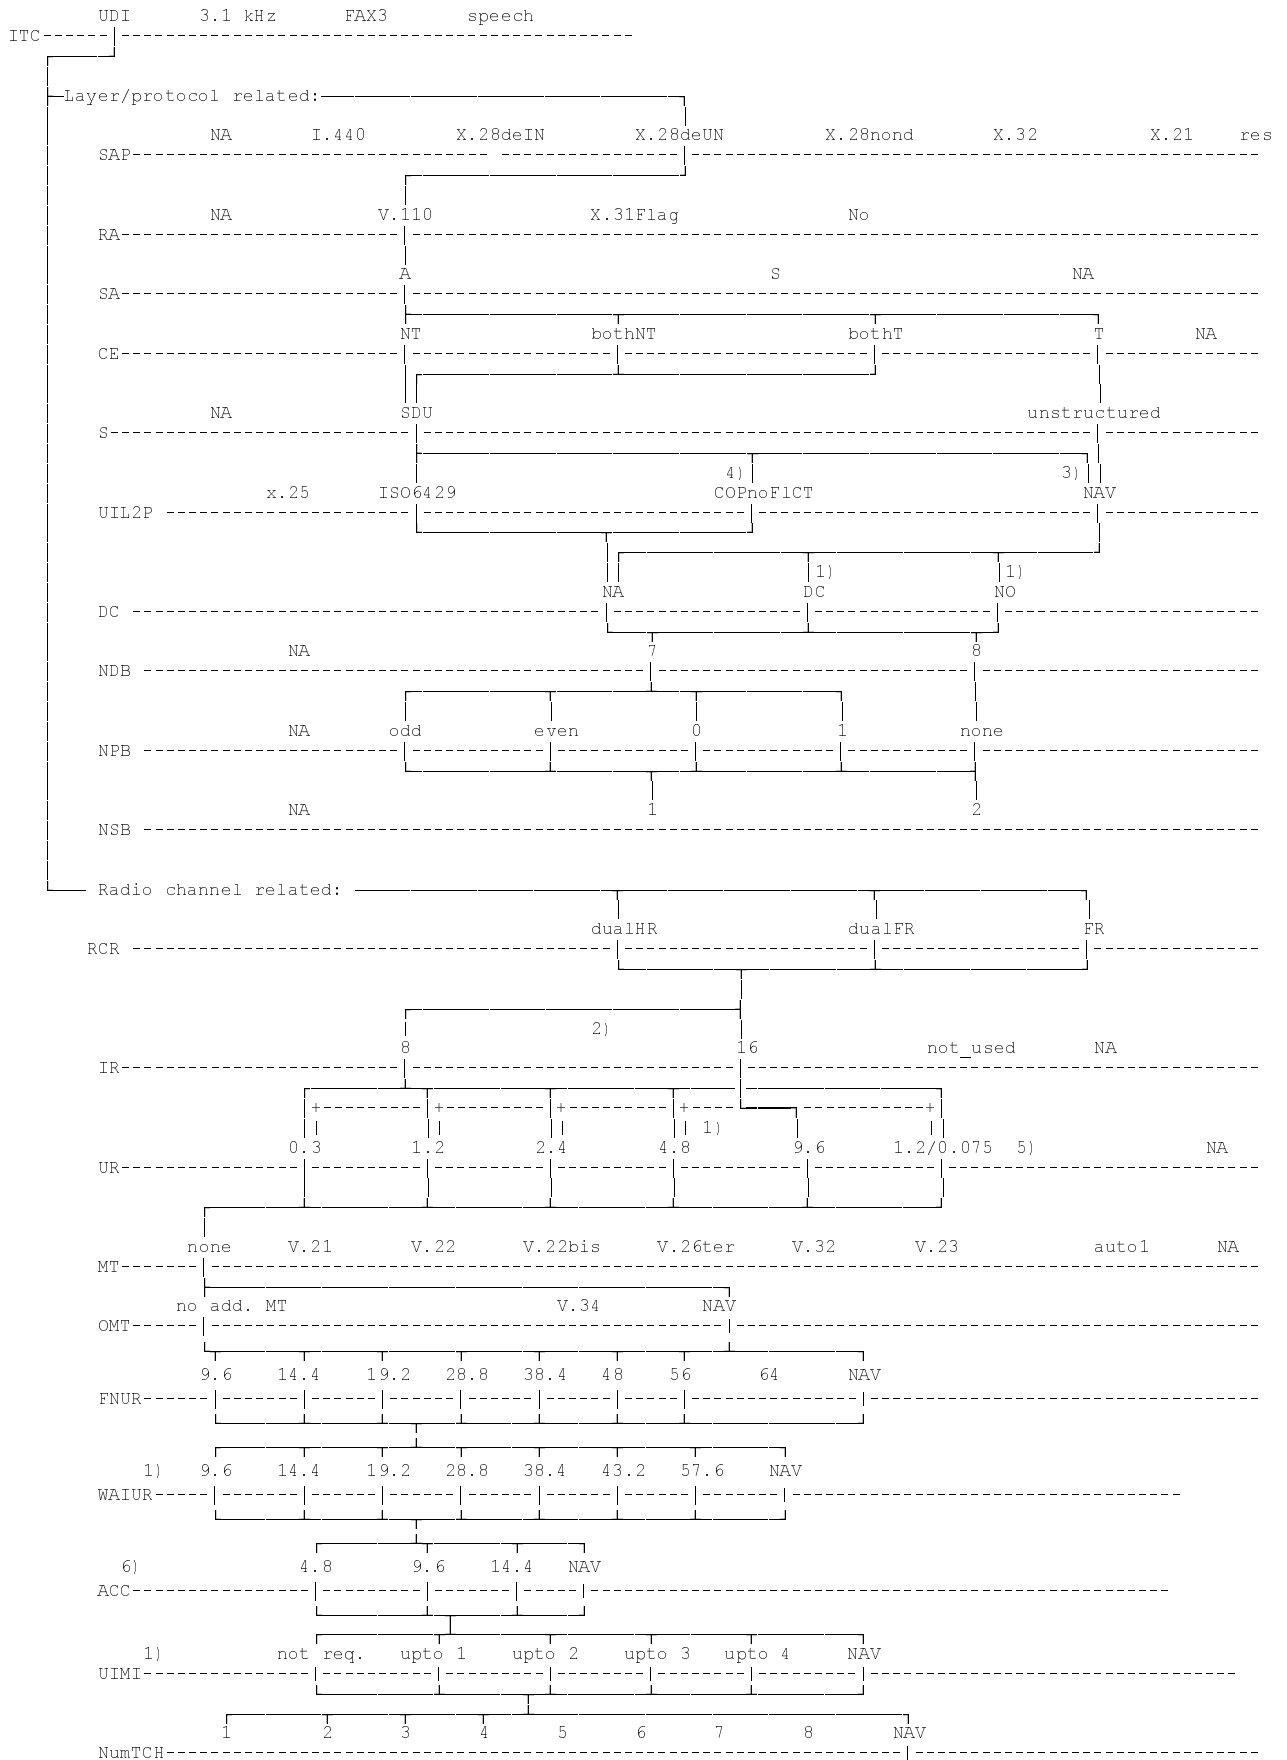 UDI 3.1 kHz FAX3 speech
ITC
Layer/protocol related:
NA I.440 X.28deIN X.28deUN X.28nond X.32 X.21 res
SAP
NA V.110 X.31Flag No
RA
A S NA
SA
NT bothNT bothT T NA
CE
NA SDU unstructured
S
4) 3)
x.25 ISO6429 COPnoFlCT NAV
UIL2P
1) 1)
NA DC NO
DC
NA 7 8
NDB
NA odd even 0 1 none
NPB
NA 1 2
NSB
Radio channel related:
dualHR dualFR FR
RCR
2)
8 16 not_used NA
IR
1)
0.3 1.2 2.4 4.8 9.6 1.2/0.075 5) NA
UR
none V.21 V.22 V.22bis V.26ter V.32 V.23 auto1 NA
MT
no add. MT V.34 NAV
OMT
9.6 14.4 19.2 28.8 38.4 48 56 64 NAV
FNUR
1) 9.6 14.4 19.2 28.8 38.4 43.2 57.6 NAV
WAIUR
6) 4.8 9.6 14.4 NAV
ACC
1) not req. upto 1 upto 2 upto 3 upto 4 NAV
UIMI
1 2 3 4 5 6 7 8 NAV
NumTCH